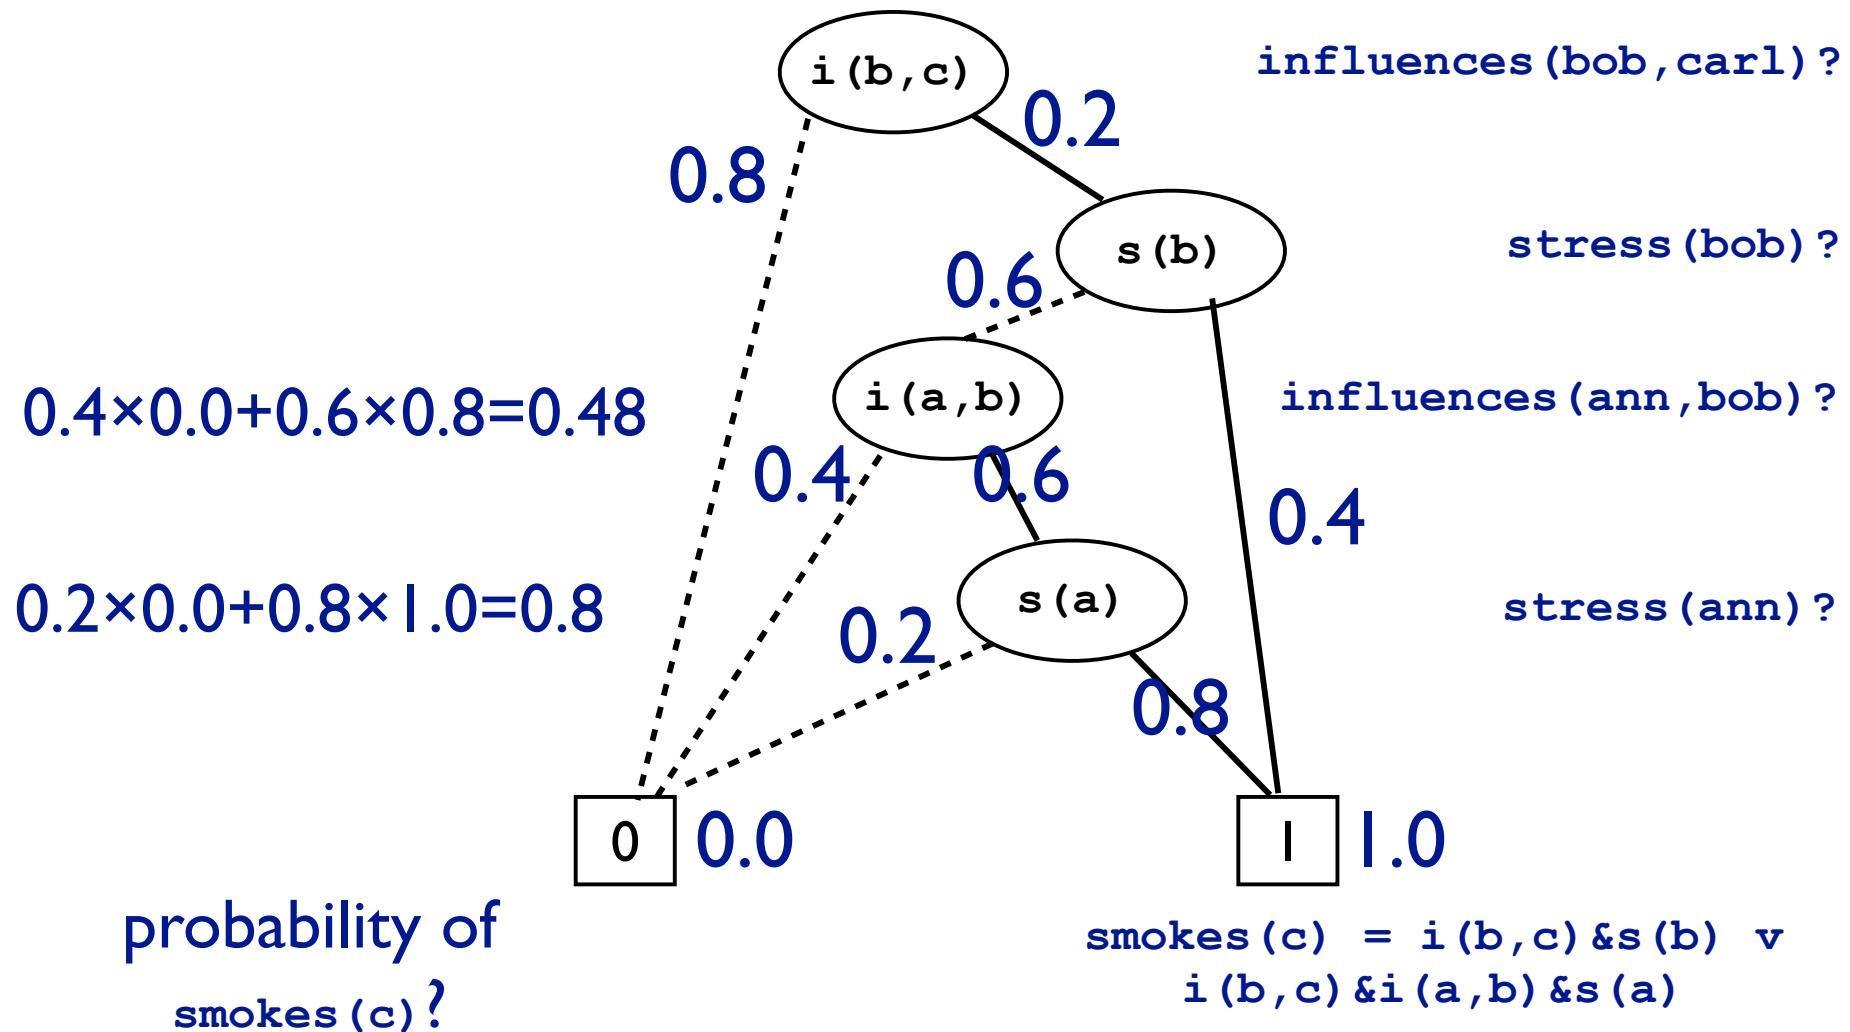 i(b,c)
influences(bob,carl)?
0.2
0.8
s(b)
stress(bob)?
0.6
0.4×0.0+0.6×0.8=0.48
i(a,b)
influences(ann,bob)?
0.4
0.6
0.4
0.2×0.0+0.8×1.0=0.8
s(a)
stress(ann)?
0.2
0.8
0
0.0
1
1.0
probability of
smokes(c)?
smokes(c) = i(b,c)&s(b) v
i(b,c)&i(a,b)&s(a)